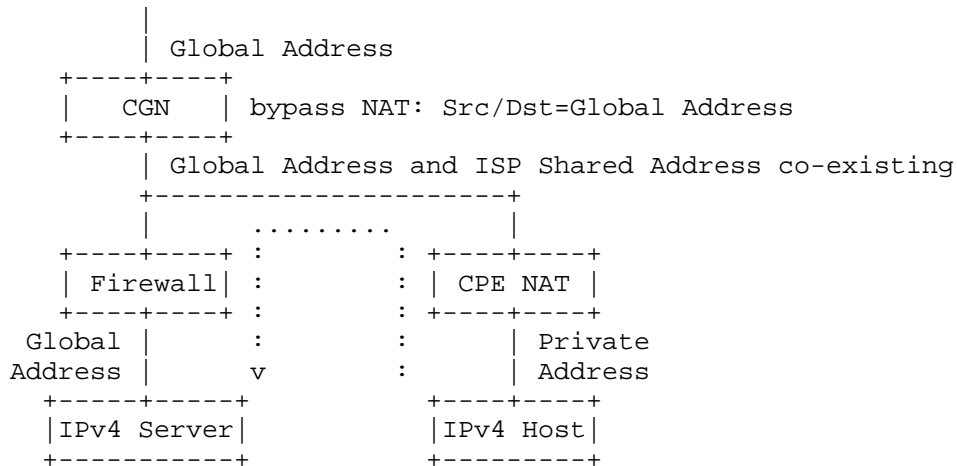 Global Address
CGN bypass NAT: Src/Dst=Global Address
Global Address and ISP Shared Address co-existing
Firewall CPE NAT
Global Private
Address v Address
IPv4 Server IPv4 Host